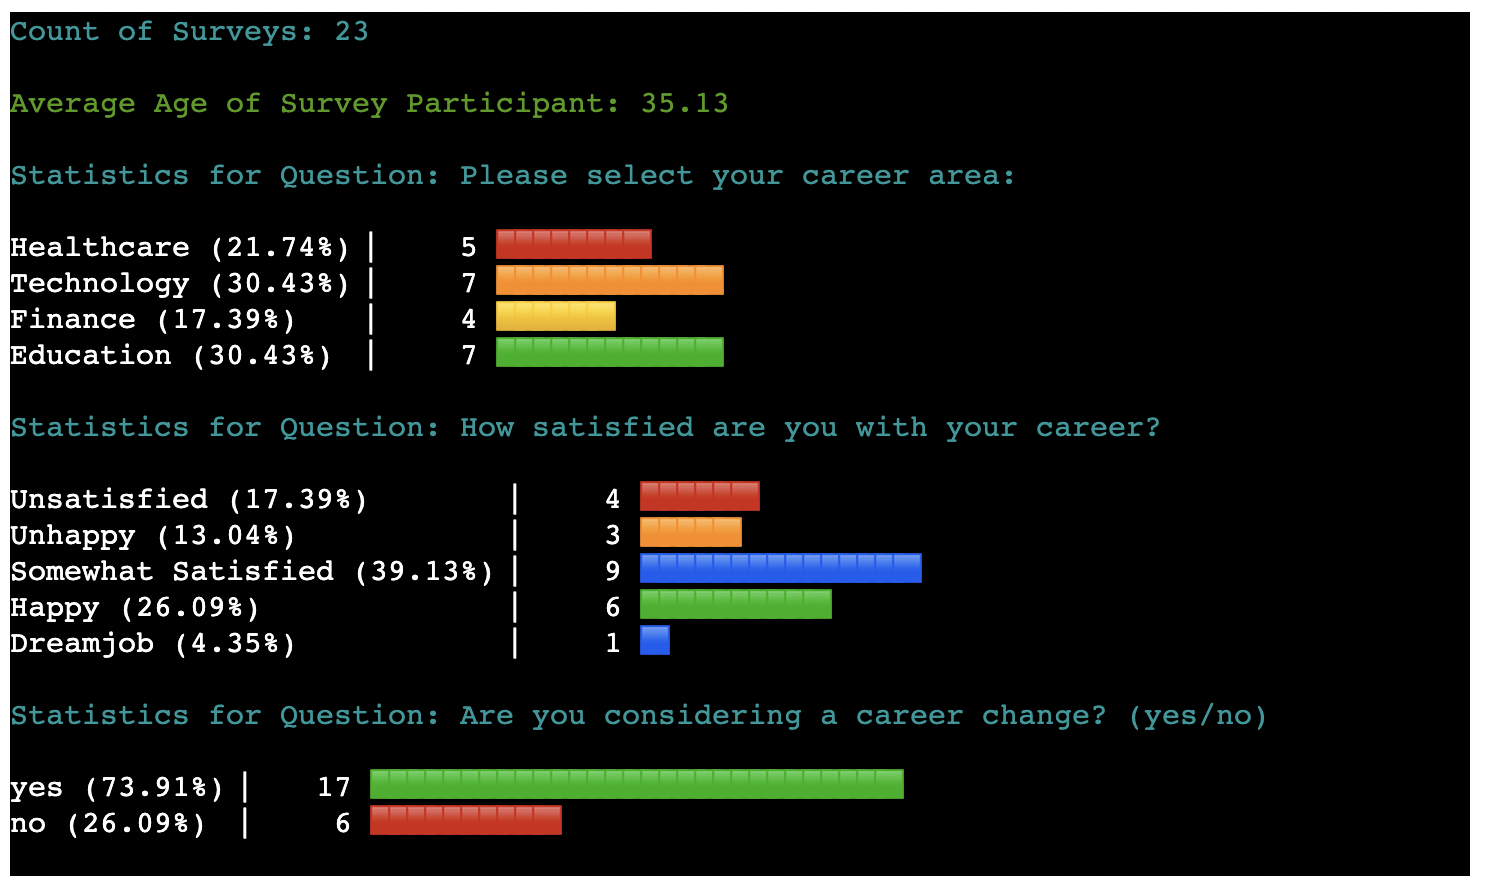 Count of Surveys: 23
Average Age of Survey Participant: 35.13
Statistics for Question: Please select your career area:
Healthcare (21.74%) | 5
Technology (30.43%) | 7
Finance (17.39%) | 4
Education (30.43%) | 7
Statistics for Question: How satisfied are you with your career?
Unsatisfied (17.39%) | 4
Unhappy (13.04%) | 3
Somewhat Satisfied (39.13%) | 9
Happy (26.09%) | 6
Dreamjob (4.35%) | 1
Statistics for Question: Are you considering a career change? (yes/no)
yes (73.91%) | 17
no (26.09%) | 6